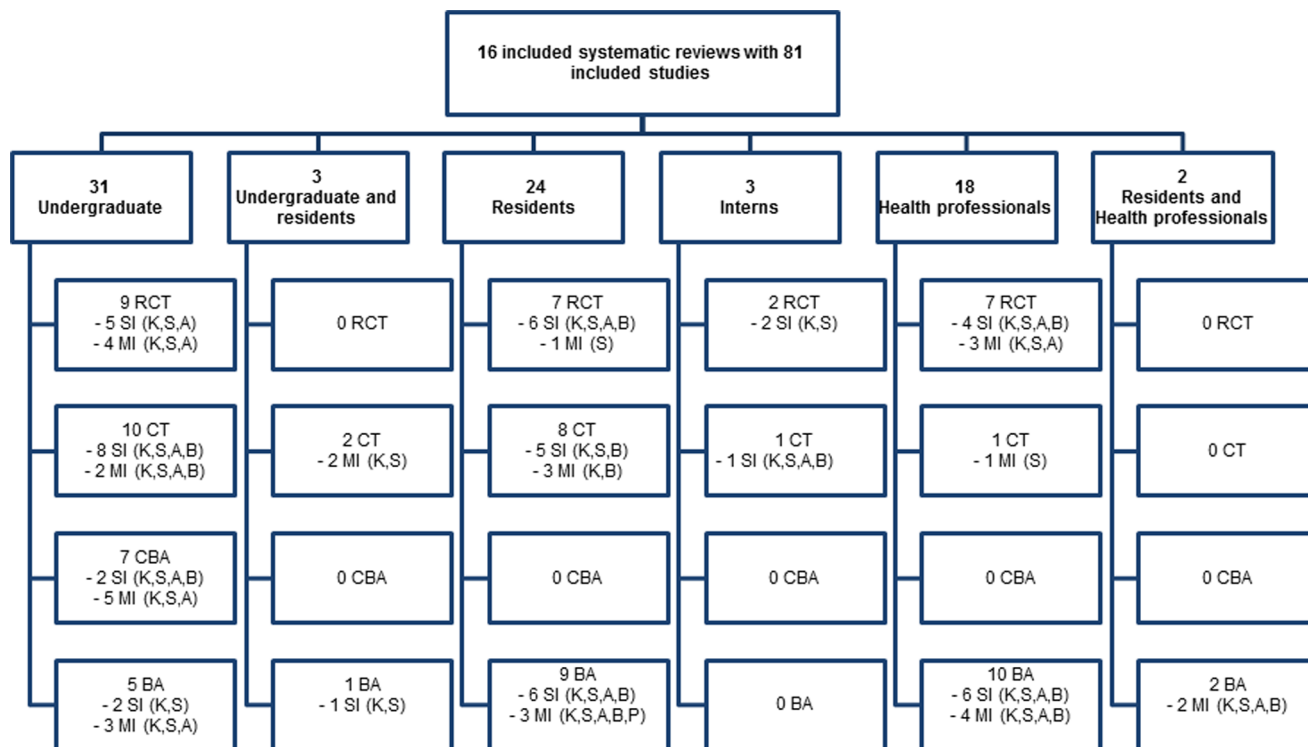 16 included systematic reviews with 81
included studies
31
Undergraduate
3
Undergraduate and
residents
24
Residents
3
Interns
18
Health professionals
2
Residents and
Health professionals
9 RCT
- 5 SI (K,S,A)
- 4 MI (K,S,A)
0 RCT
7 RCT
- 6 SI (K,S,A,B)
- 1 MI (S)
2 RCT
- 2 SI (K,S)
7 RCT
- 4 SI (K,S,A,B)
- 3 MI (K,S,A)
0 RCT
10 CT
- 8 SI (K,S,A,B)
- 2 MI (K,S,A,B)
2 CT
- 2 MI (K,S)
8 CT
- 5 SI (K,S,B)
- 3 MI (K,B)
1 CT
- 1 SI (K,S,A,B)
1 CT
- 1 MI (S)
0 CT
7 CBA
- 2 SI (K,S,A,B)
- 5 MI (K,S,A)
0 CBA
0 CBA
0 CBA
0 CBA
0 CBA
5 BA
- 2 SI (K,S)
- 3 MI (K,S,A)
1 BA
- 1 SI (K,S)
9 BA
- 6 SI (K,S,A,B)
- 3 MI (K,S,A,B,P)
0 BA
10 BA
- 6 SI (K,S,A,B)
- 4 MI (K,S,A,B)
2 BA
- 2 MI (K,S,A,B)